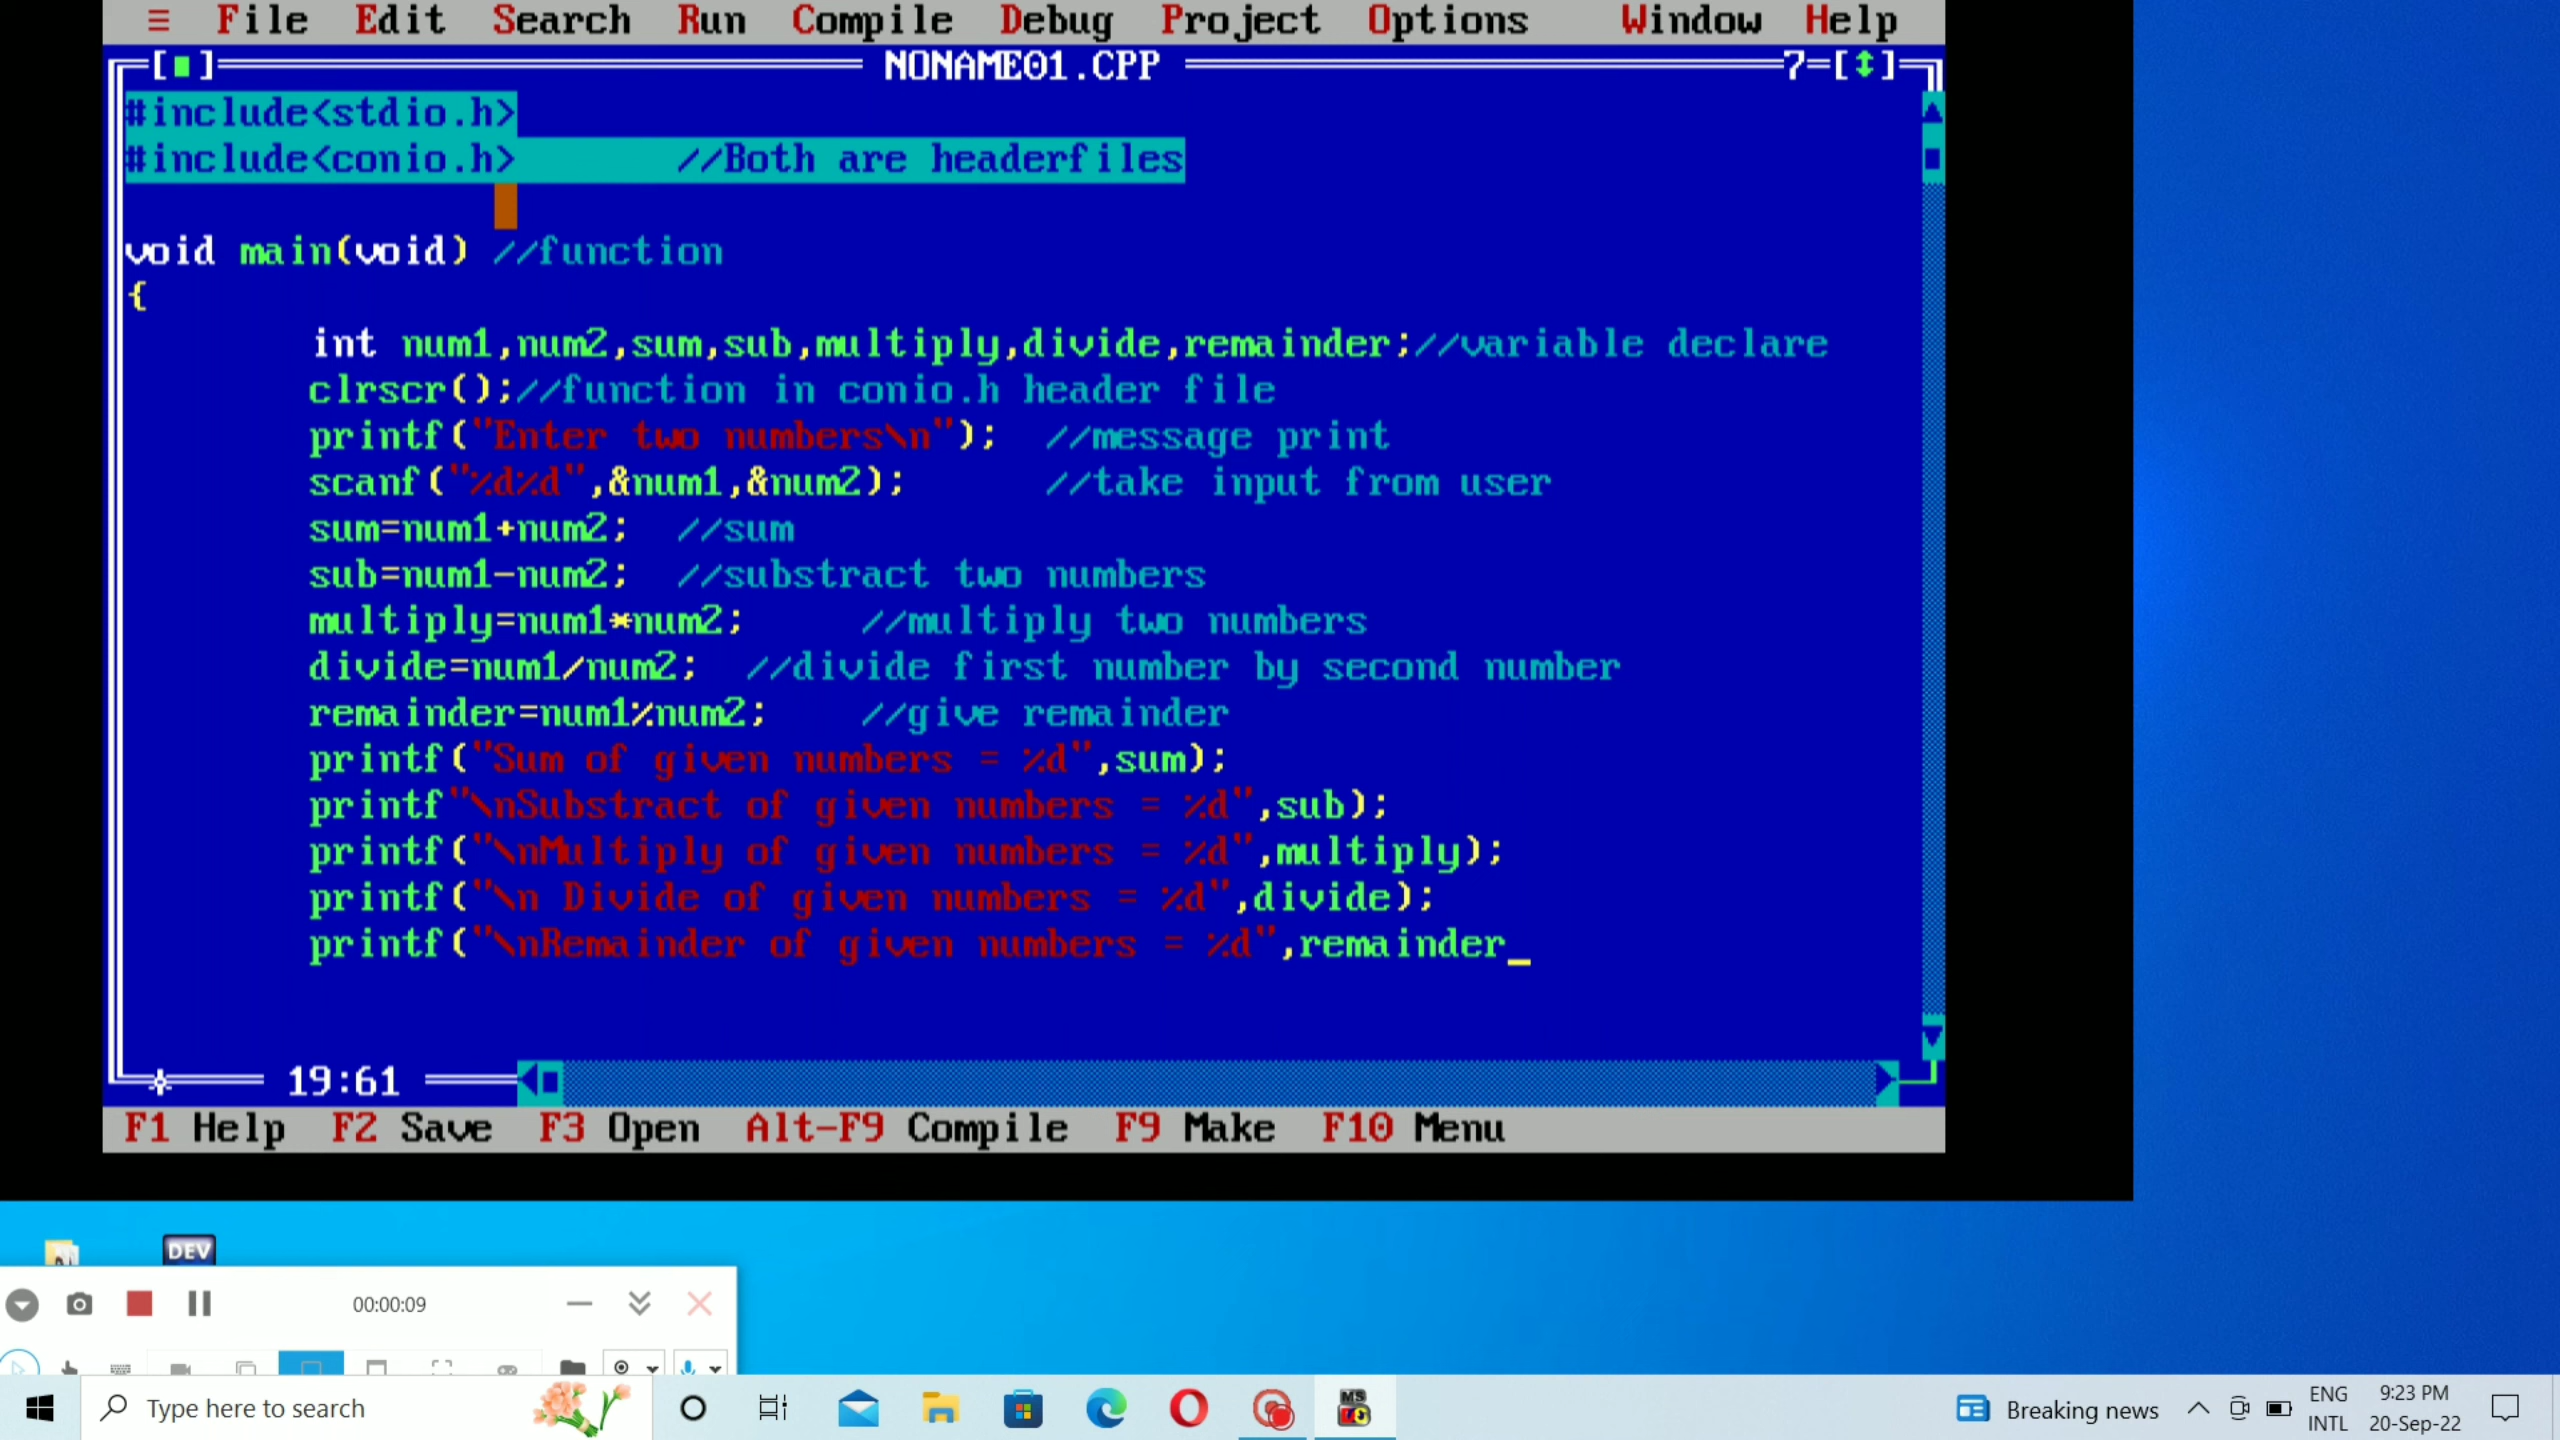 ≡ File Edit Search Run Compile Debug Project Options Window Help
[■] NONAME01.CPP 7=[↕]
#include<stdio.h>
#include<conio.h> //Both are headerfiles
void main(void) //function
{
int num1,num2,sum,sub,multiply,divide,remainder;//variable declare
clrscr();//function in conio.h header file
printf("Enter two numbers\n"); //message print
scanf("%d%d",&num1,&num2); //take input from user
sum=num1+num2; //sum
sub=num1-num2; //substract two numbers
multiply=num1*num2; //multiply two numbers
divide=num1/num2; //divide first number by second number
remainder=num1%num2; //give remainder
printf("Sum of given numbers = %d",sum);
printf"\nSubstract of given numbers = %d",sub);
printf("\nMultiply of given numbers = %d",multiply);
printf("\n Divide of given numbers = %d",divide);
printf("\nRemainder of given numbers = %d",remainder_
19:61
F1 Help F2 Save F3 Open Alt-F9 Compile F9 Make F10 Menu
DEV
00:00:09
Type here to search
MS
Breaking news
ENG
INTL
9:23 PM
20-Sep-22